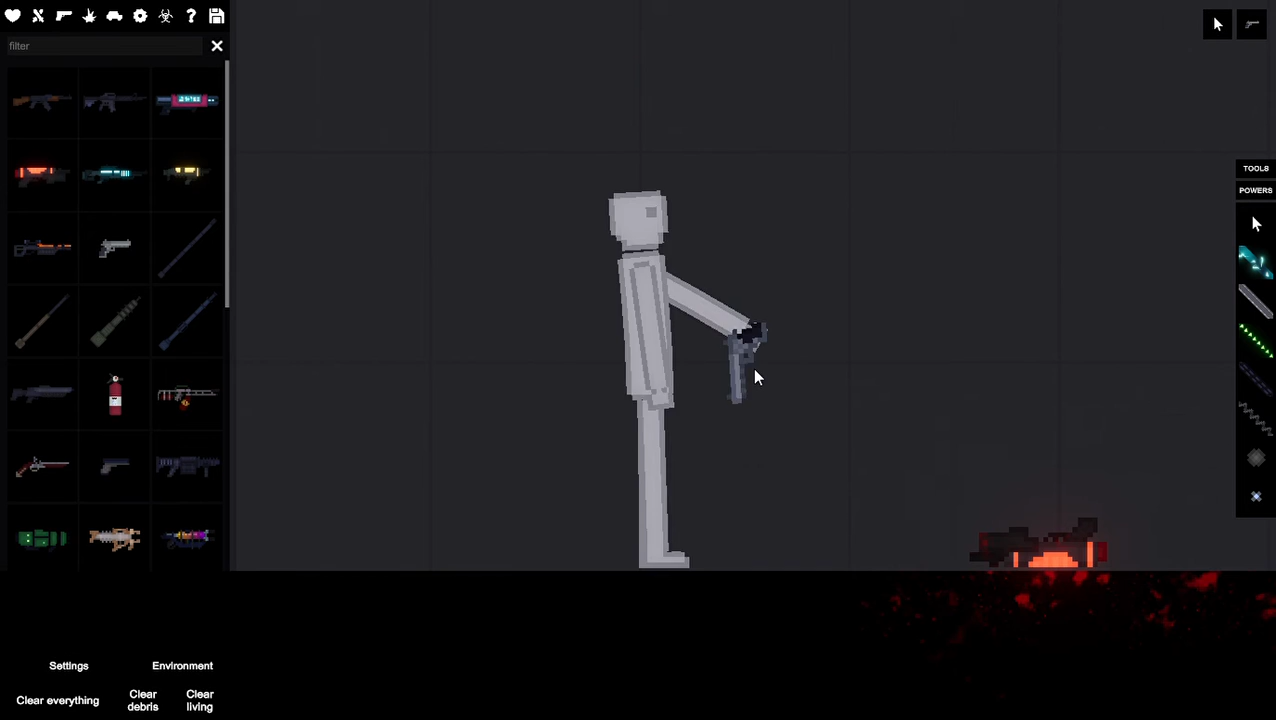 filter
TOOLS
POWERS
Settings
Environment
Clear everything
Clear
debris
Clear
living